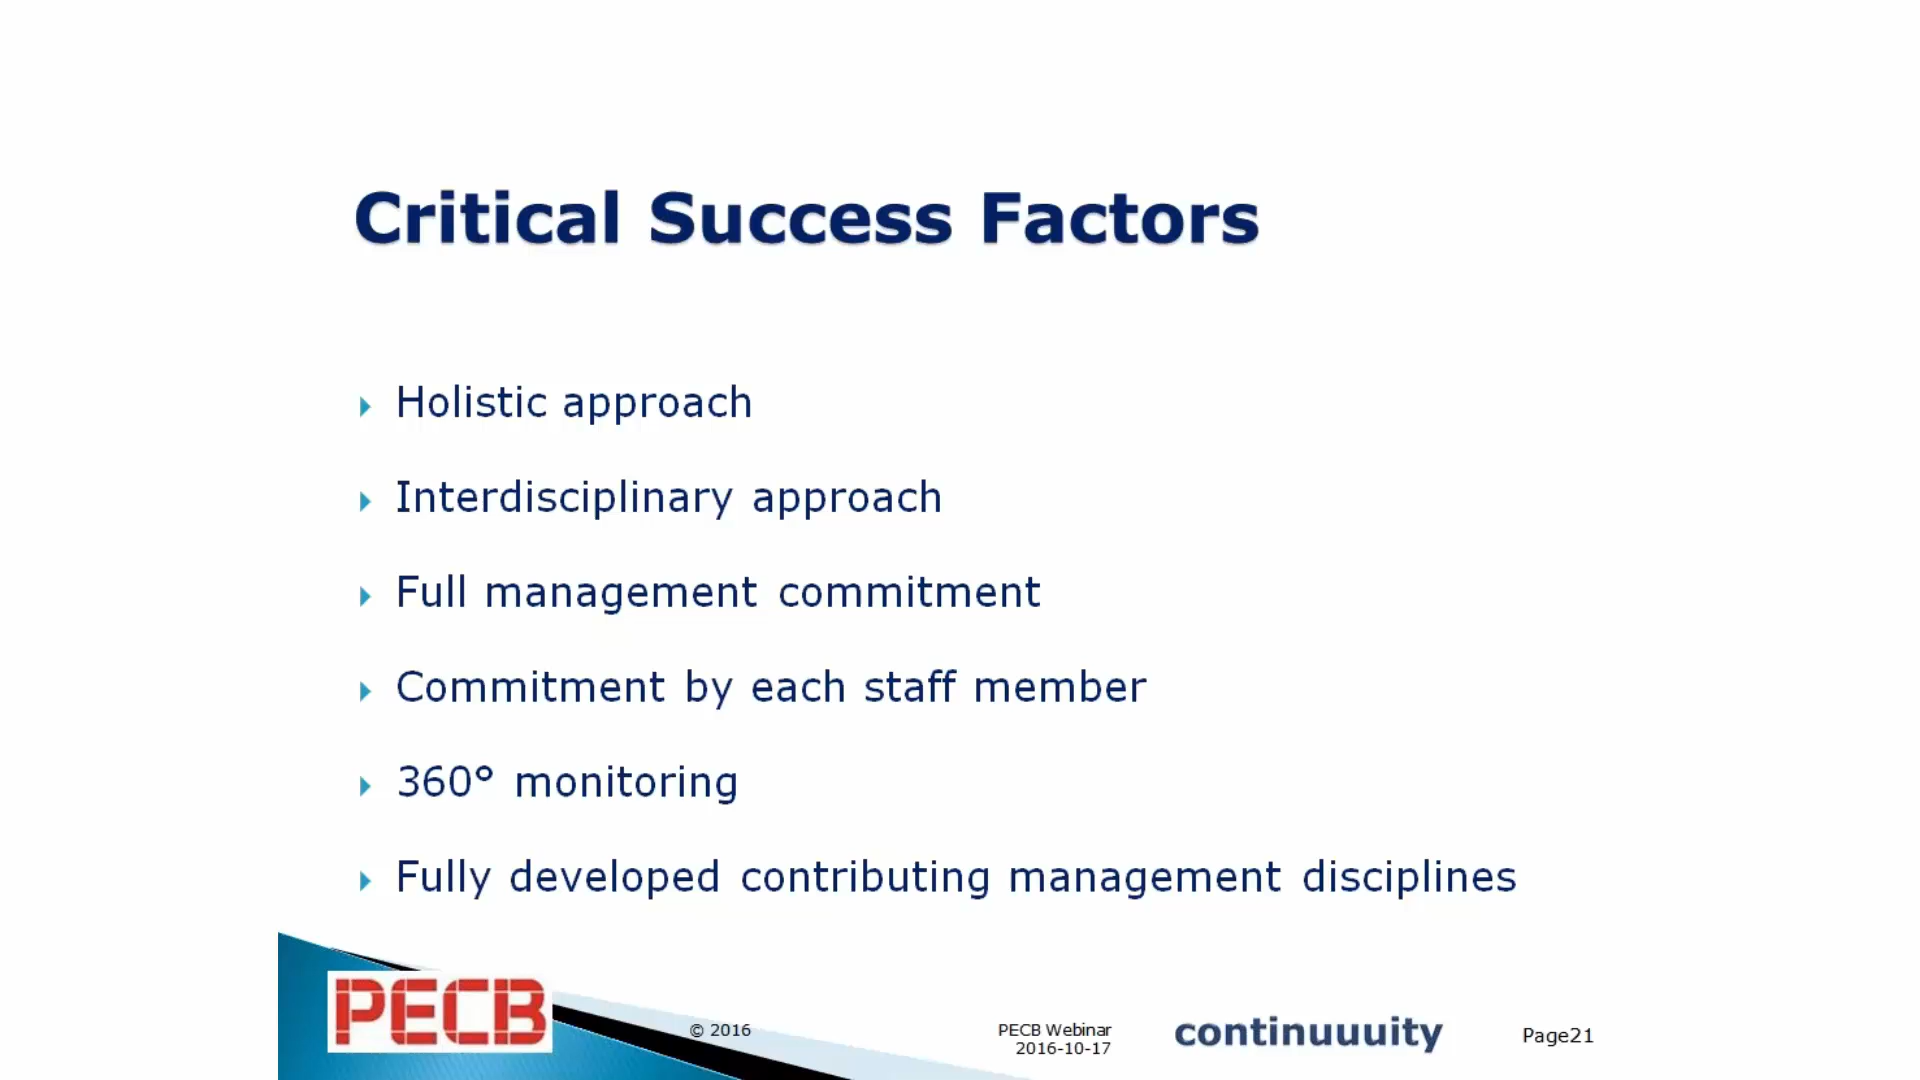 Critical Success Factors
Holistic approach
Interdisciplinary approach
Full management commitment
Commitment by each staff member
360° monitoring
Fully developed contributing management disciplines
PECB
© 2016
PECB Webinar
2016-10-17
continuuuity
Page21